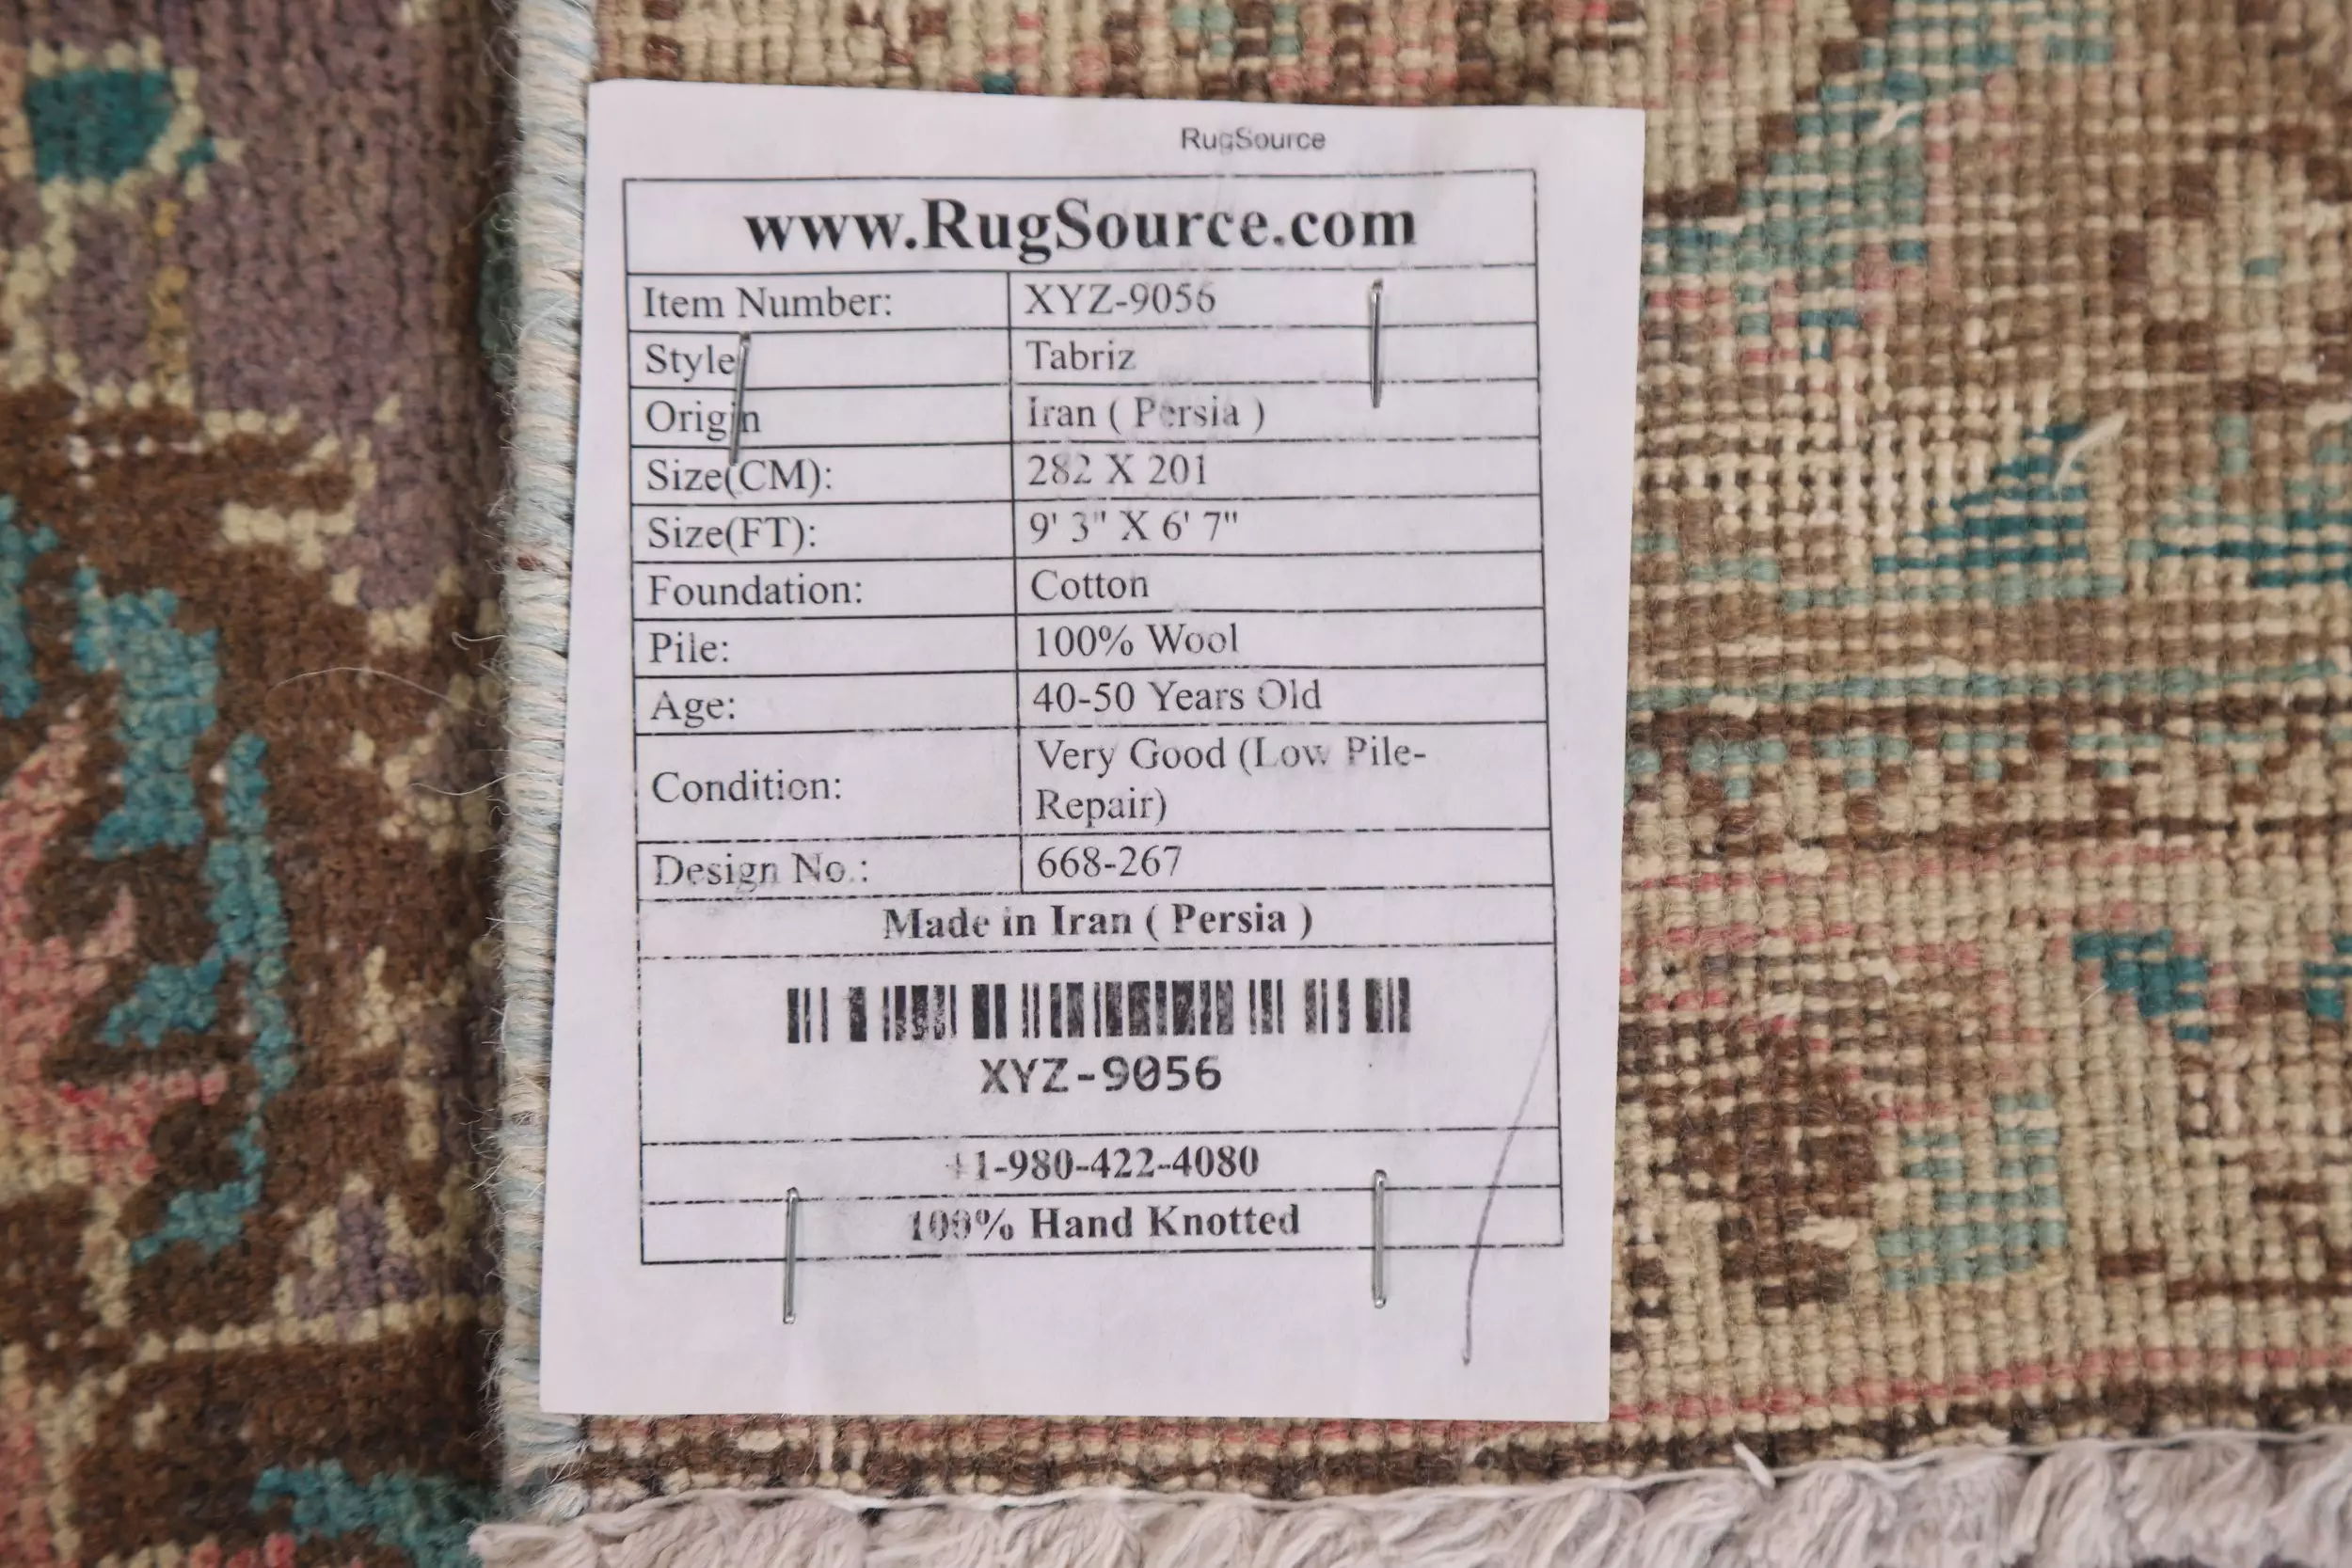 RugSource
www.RugSource.com
Item Number: XYZ-9056
Style Tabriz
Origin Iran ( Persia )
Size(CM): 282 X 201
Size(FT): 9' 3" X 6' 7"
Foundation: Cotton
Pile: 100% Wool
Age: 40-50 Years Old
Condition: Very Good (Low Pile-
Repair)
Design No.: 668-267
Made in Iran ( Persia )
XYZ-9056
+1-980-422-4080
100% Hand Knotted